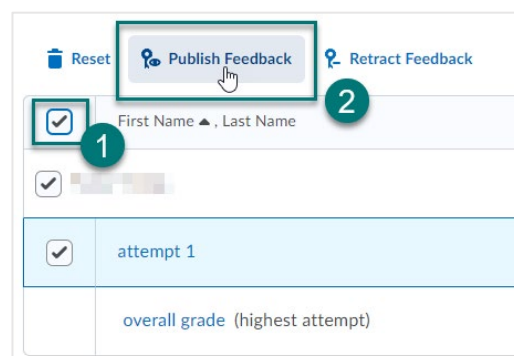 Reset Publish Feedback Retract Feedback
2
First Name ▲ , Last Name
1
attempt 1
overall grade (highest attempt)